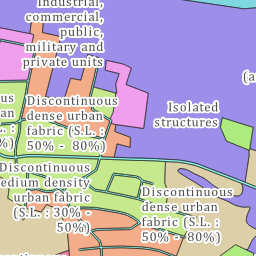 Industrial,
commercial,
public,
military and
private units
(a
Isolated
structures
Discontinuous
dense urban
fabric (S.L. :
50% - 80%)
Discontinuous
medium density
urban fabric
(S.L. : 30% -
50%)
Discontinuous
dense urban
fabric (S.L. :
50% - 80%)